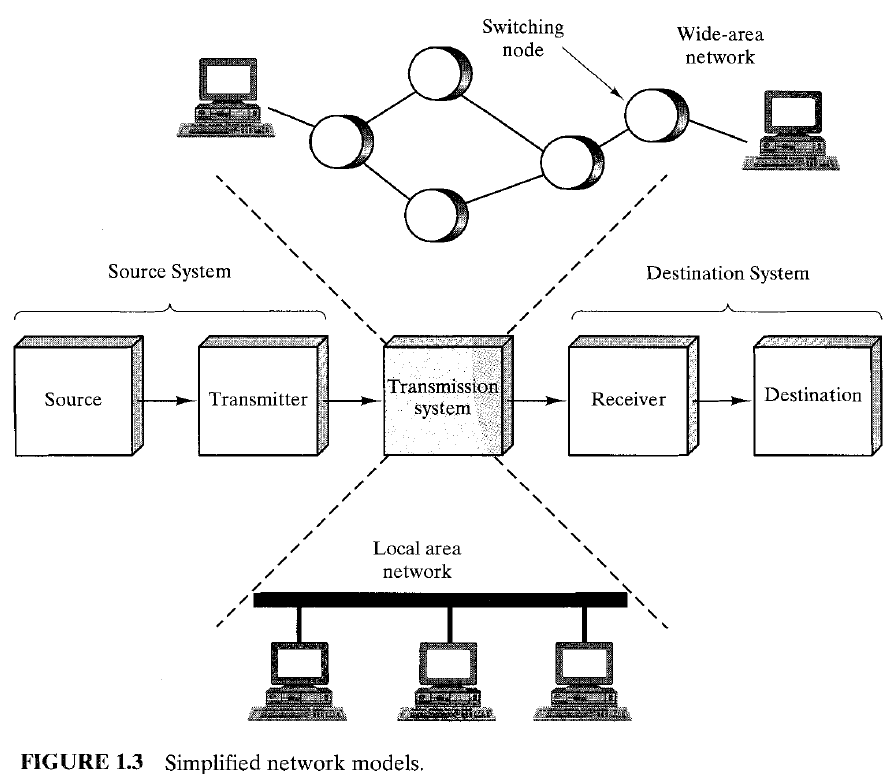 Switching
node
Wide-area
network
Source System
Destination System
Source
Transmitter
Transmission
system
Receiver
Destination
Local area
network
FIGURE 1.3 Simplified network models.